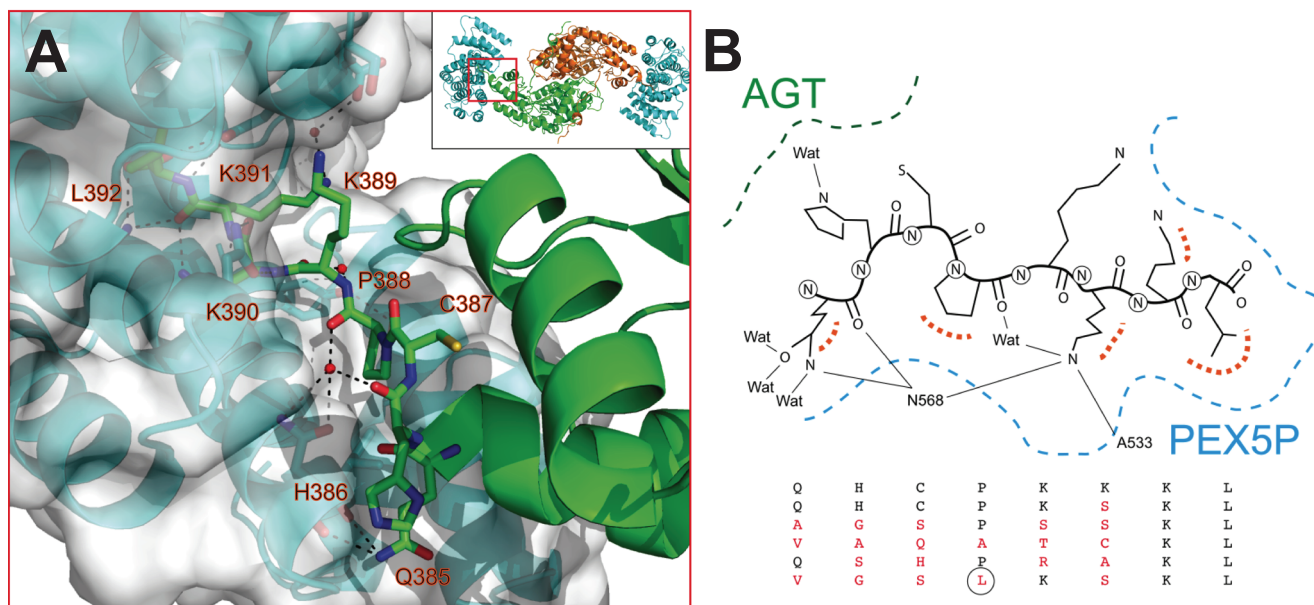 A
L392
K391
K389
K390
P388
C387
H386
Q385
B
AGT
Wat
N
S
O
N
N
O
N
O
N
N
N
O
N
O
N
O
N
N
O
O
O
O
Wat
Wat
O
N
Wat
Wat
N
N568
A533
PEX5P
Q H C P K K K L
Q H C P K S K L
A G S P S S K L
V A Q A T C K L
Q S H P R A K L
V G S L K S K L